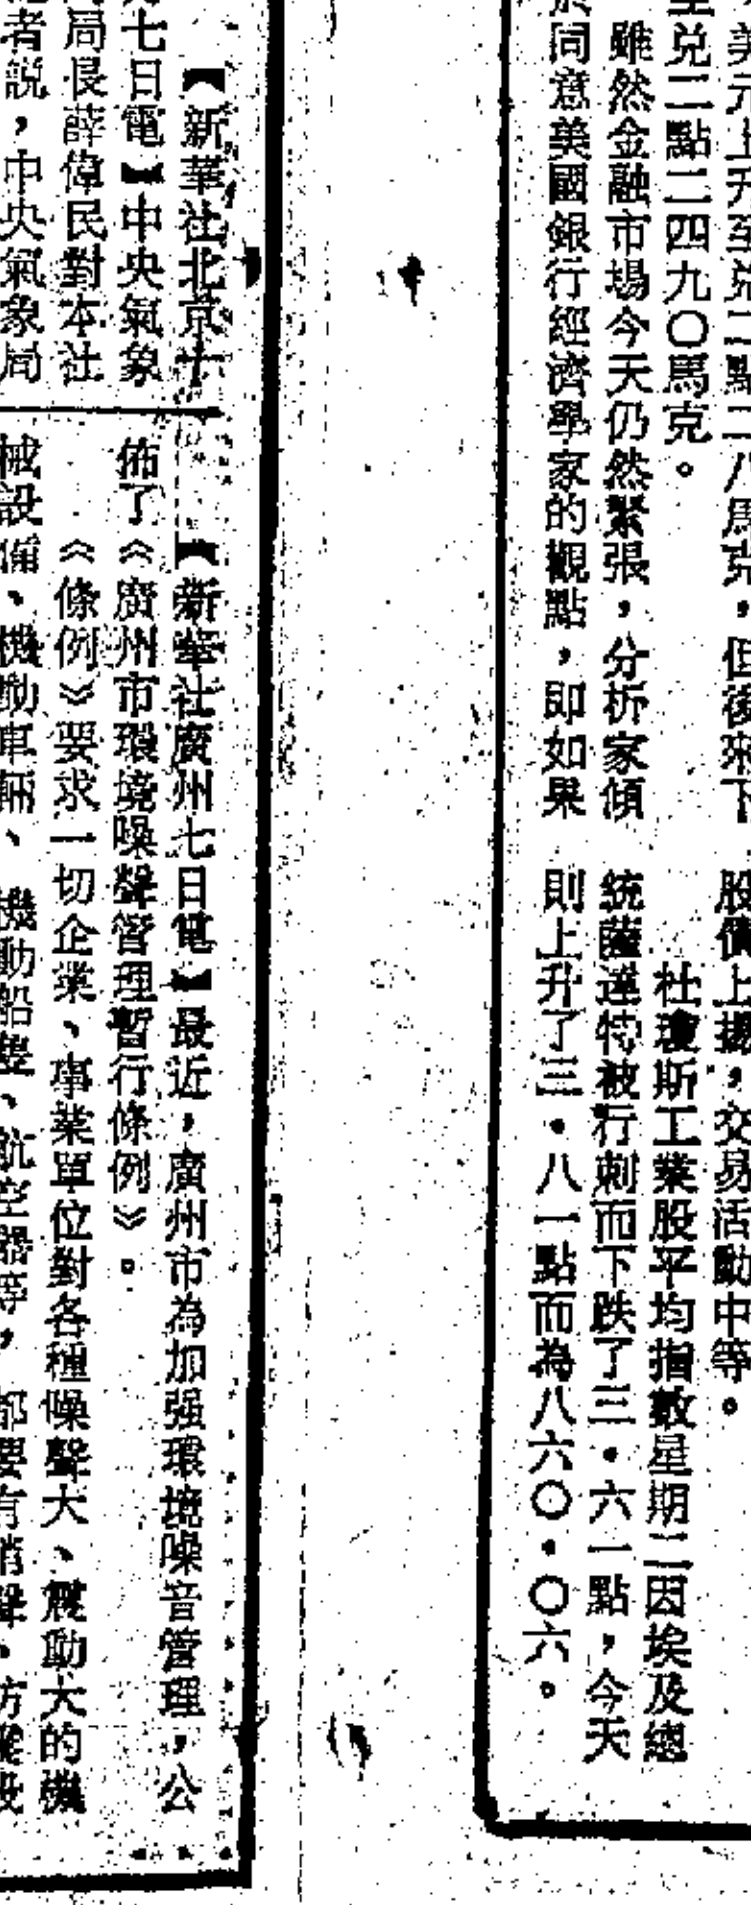 美元上升至兑二點二八馬克，但後來下
至兑二點二四九〇馬克。
雖然金融市場今天仍然緊張，分析家傾
於同意美國銀行經濟學家的觀點，即如果
股價上揚，交易活動中等。
杜瓊斯工業股平均指數星期二因埃及總
統薩達特被行刺而下跌了三・六一點，今天
則上升了三・八一點而為八六〇・〇六。
【新華社北京十
月七日電】中央氣象
局長薛偉民對本社
記者説，中央氣象局
【新華社廣州七日電】最近，廣州市為加强環境噪音管理，公
佈了《廣州市環境噪聲管理暫行條例》。
《條例》要求一切企業、事業單位對各種噪聲大、震動大的機
械設備、機動車輛、機動船隻、航空器等，都要有消聲、防震設